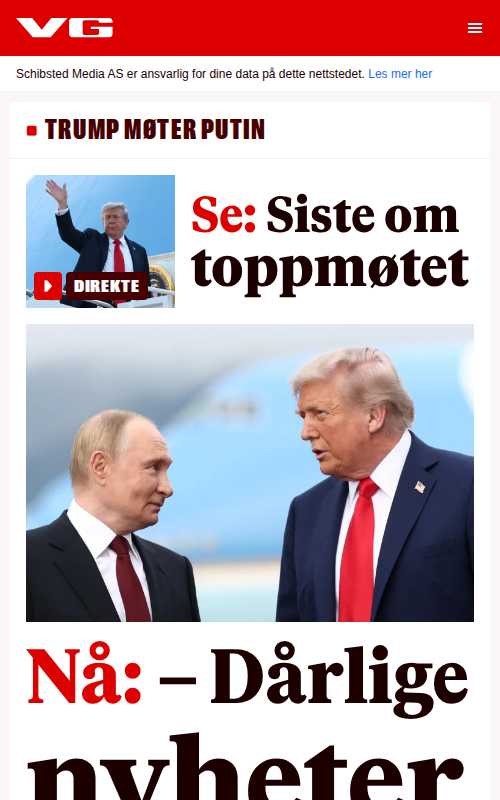 VG
Schibsted Media AS er ansvarlig for dine data på dette nettstedet. Les mer her
TRUMP MØTER PUTIN
DIREKTE
Se: Siste om
toppmøtet
Nå: – Dårlige
nyheter